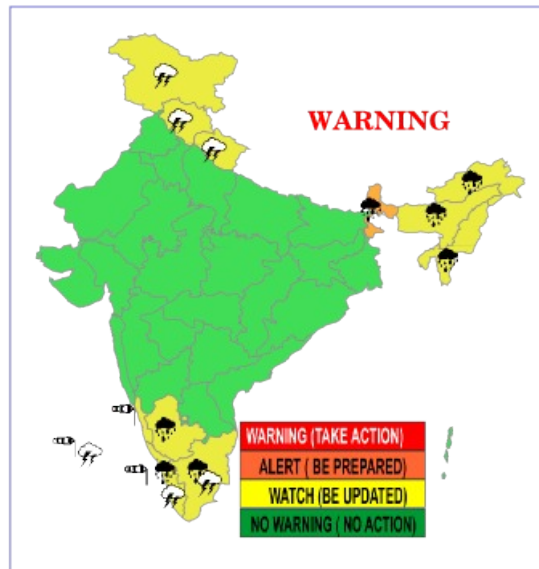 WARNING
WARNING (TAKE ACTION)
ALERT ( BE PREPARED)
WATCH (BE UPDATED)
NO WARNING ( NO ACTION)